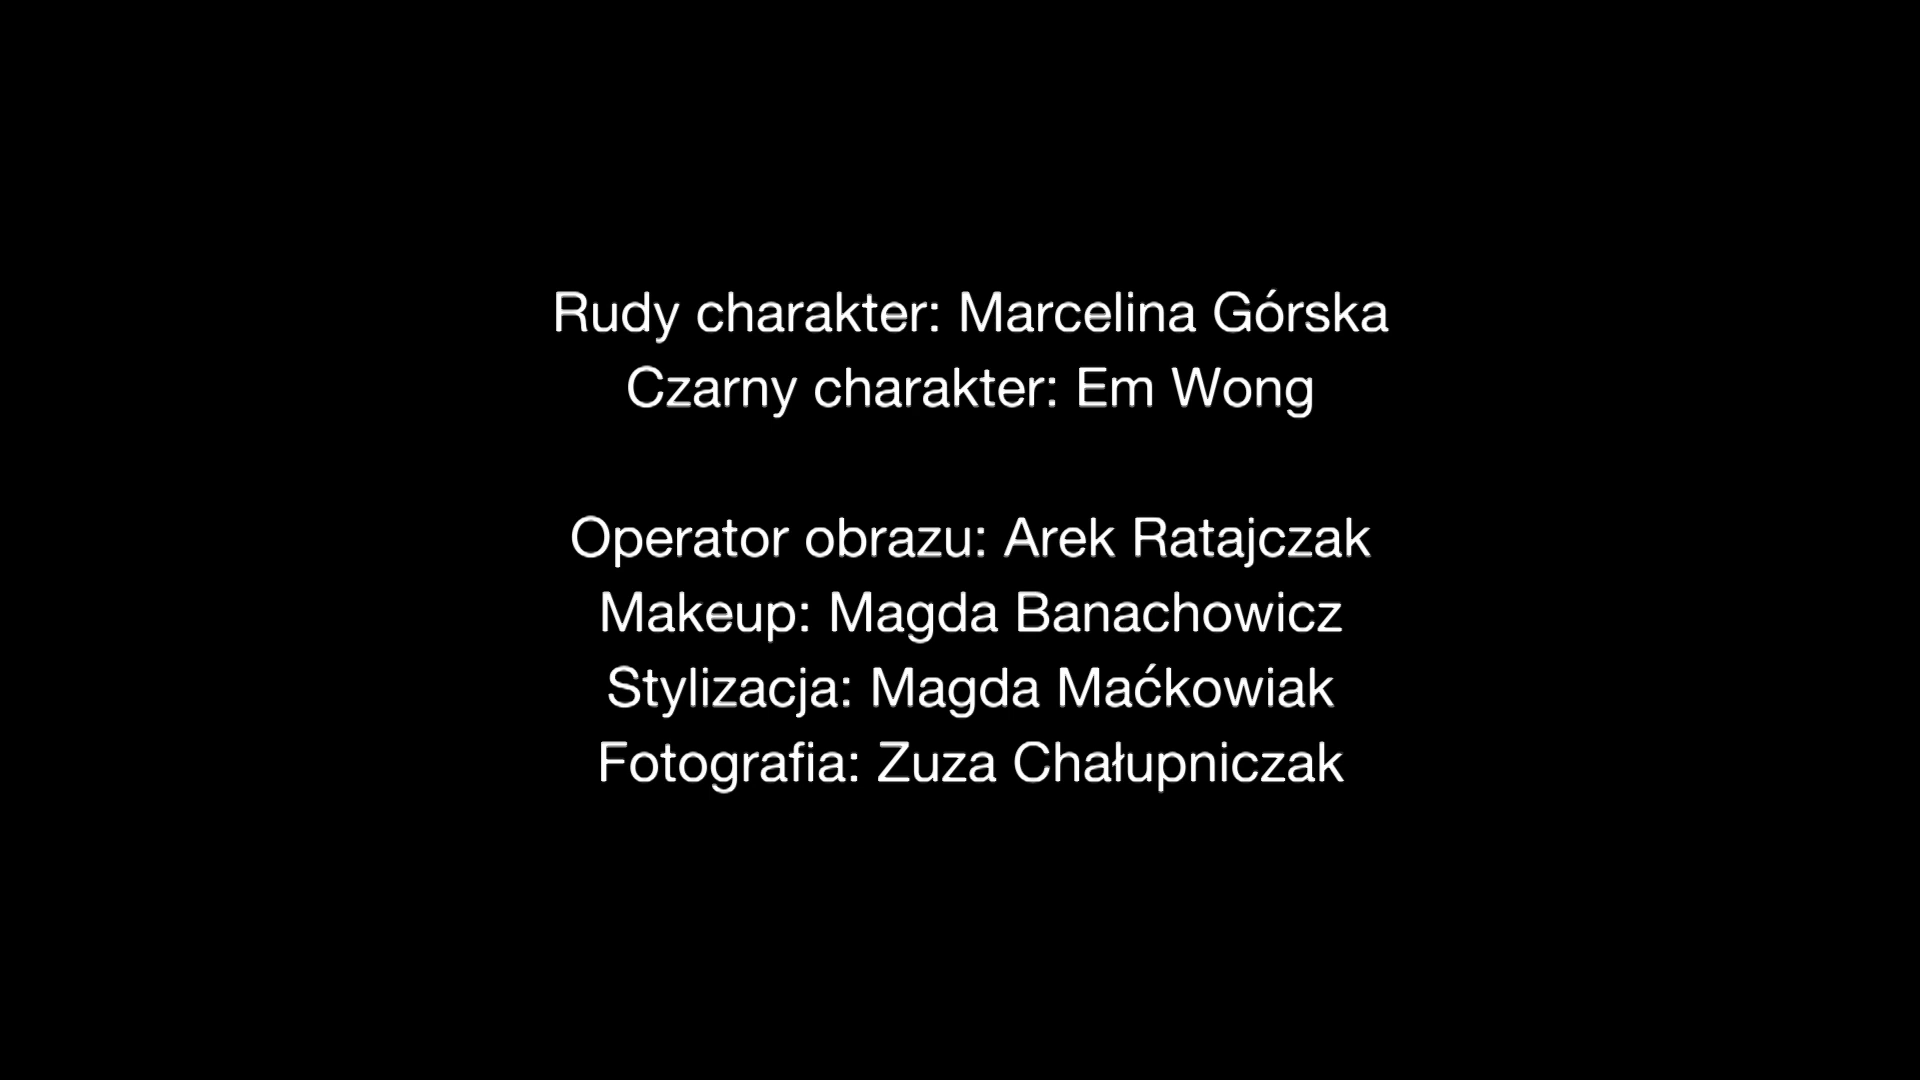 Rudy charakter: Marcelina Górska
Czarny charakter: Em Wong
Operator obrazu: Arek Ratajczak
Makeup: Magda Banachowicz
Stylizacja: Magda Maćkowiak
Fotografia: Zuza Chałupniczak